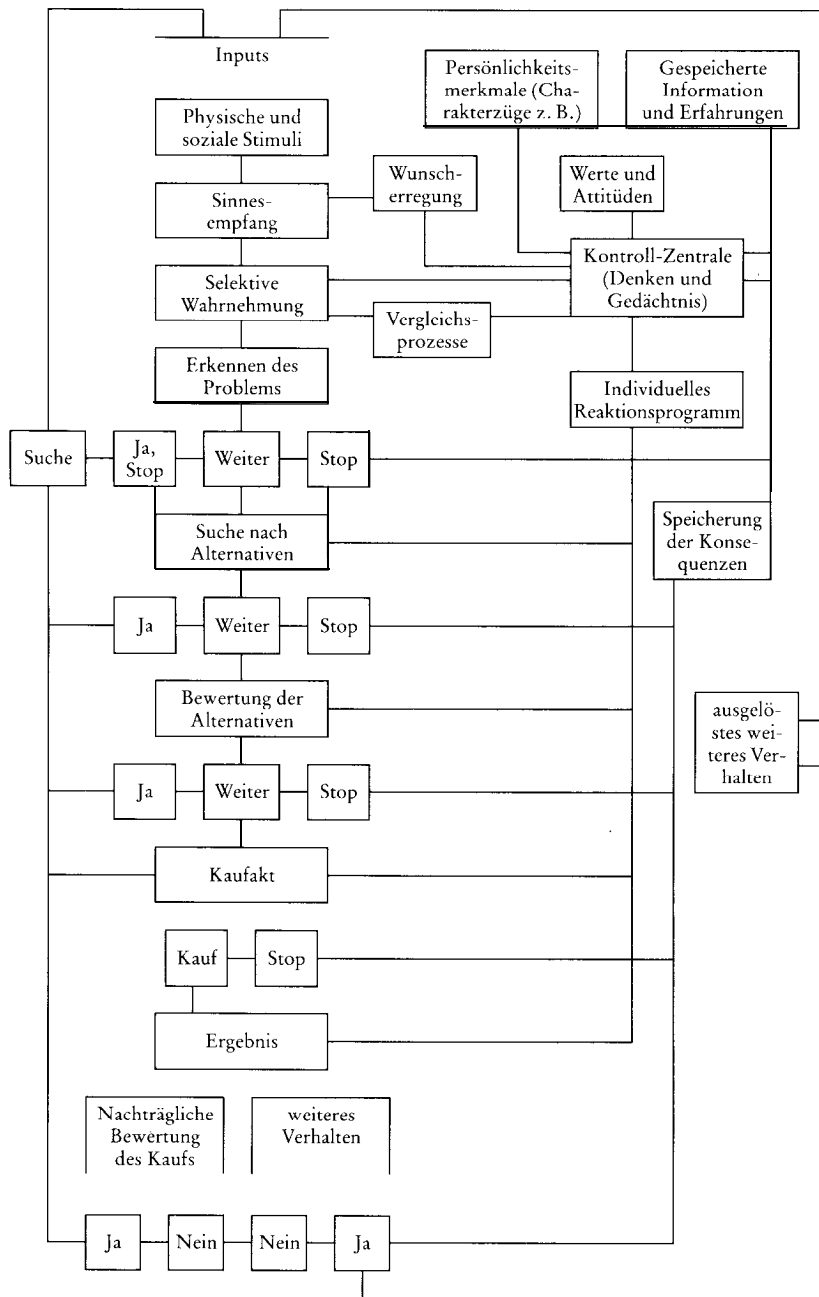 Inputs
Persönlichkeits-
merkmale (Cha-
rakterzüge z. B.)
Gespeicherte
Information
und Erfahrungen
Physische und
soziale Stimuli
Wunsch-
erregung
Werte und
Attitüden
Sinnes-
empfang
Kontroll-Zentrale
(Denken und
Gedächtnis)
Selektive
Wahrnehmung
Vergleichs-
prozesse
Erkennen des
Problems
Individuelles
Reaktionsprogramm
Suche
Ja,
Stop
Weiter
Stop
Suche nach
Alternativen
Speicherung
der Konse-
quenzen
Ja
Weiter
Stop
Bewertung der
Alternativen
ausgelö-
stes wei-
teres Ver-
halten
Ja
Weiter
Stop
Kaufakt
Kauf
Stop
Ergebnis
Nachträgliche
Bewertung
des Kaufs
weiteres
Verhalten
Ja
Nein
Nein
Ja